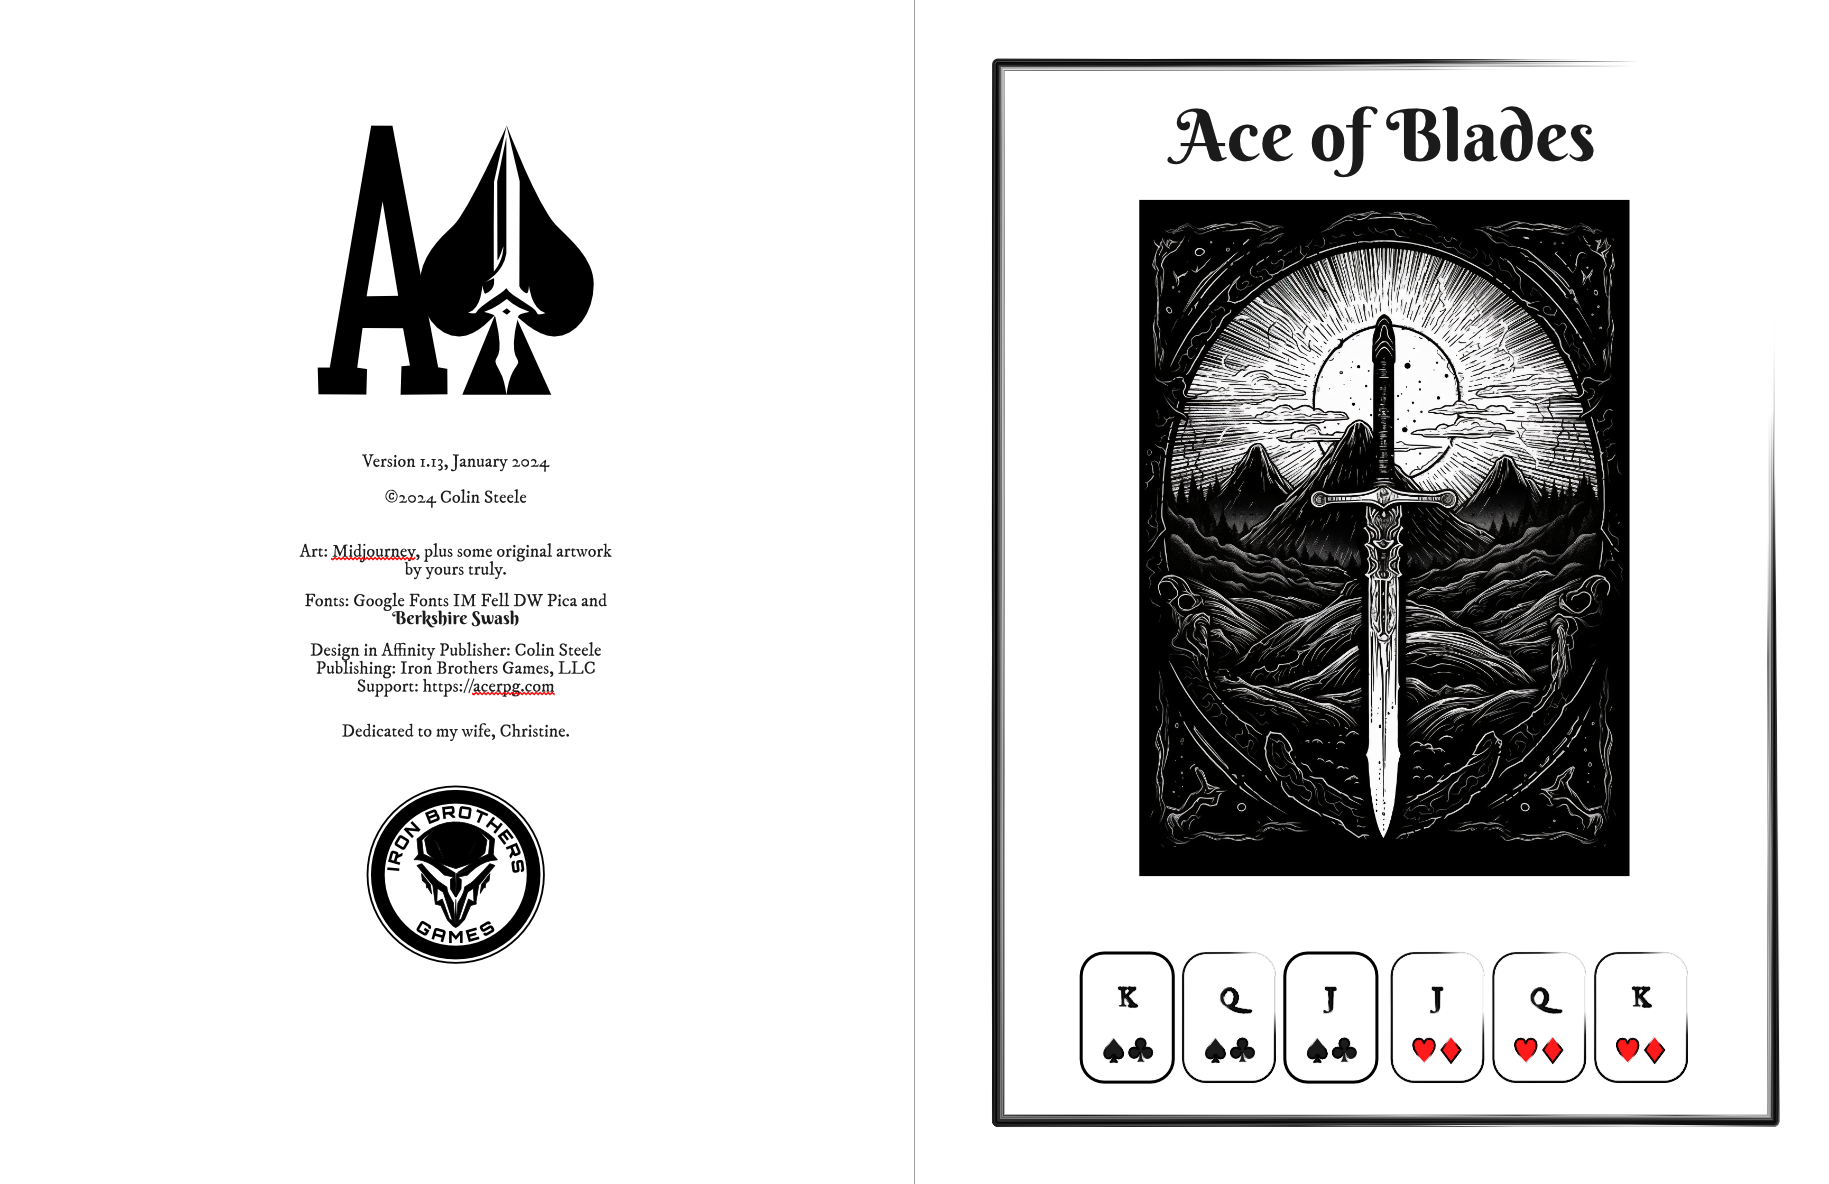 A
Version 1.13, January 2024
©2024 Colin Steele
Art: Midjourney, plus some original artwork
by yours truly.
Fonts: Google Fonts IM Fell DW Pica and
Berkshire Swash
Design in Affinity Publisher: Colin Steele
Publishing: Iron Brothers Games, LLC
Support: https://acerpg.com
Dedicated to my wife, Christine.
IRON BROTHERS
GAMES
Ace of Blades
K Q J J Q K
♠♣ ♠♣ ♠♣ ♥♦ ♥♦ ♥♦